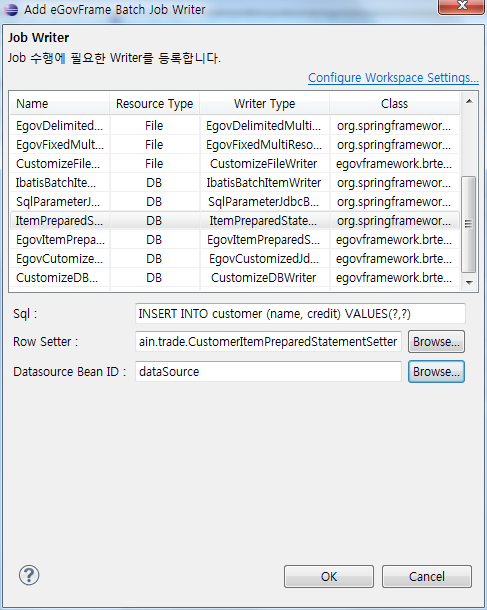 Add eGovFrame Batch Job Writer
Job Writer
Job 수행에 필요한 Writer를 등록합니다.
Configure Workspace Settings...
Name Resource Type Writer Type Class
EgovDelimited... File EgovDelimitedMulti... org.springframewor...
EgovFixedMult... File EgovFixedMultiReso... org.springframewor...
CustomizeFile... File CustomizeFileWriter egovframework.brte...
IbatisBatchIte... DB IbatisBatchItemWriter org.springframewor...
SqlParameterJ... DB SqlParameterJdbcB... org.springframewor...
ItemPreparedS... DB ItemPreparedState... org.springframewor...
EgovItemPrepa... DB EgovItemPreparedS... egovframework.brte...
EgovCutomize... DB EgovCustomizedJd... egovframework.brte...
CustomizeDB... DB CustomizeDBWriter egovframework.brte...
Sql : INSERT INTO customer (name, credit) VALUES(?,?)
Row Setter : ain.trade.CustomerItemPreparedStatementSetter Browse...
Datasource Bean ID : dataSource Browse...
? OK Cancel